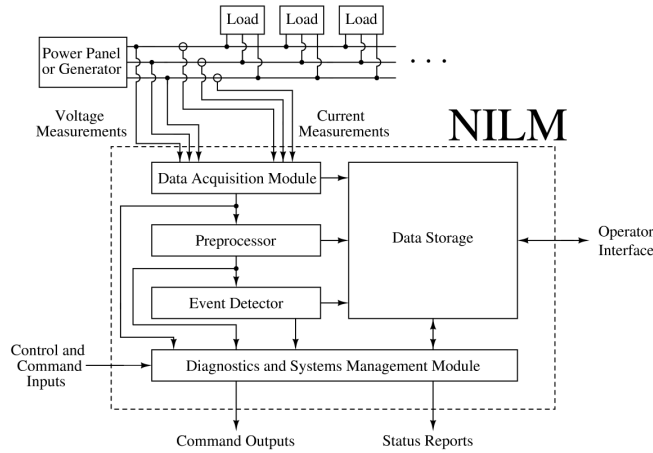 Load
Load
Load
Power Panel
or Generator
Voltage
Measurements
Current
Measurements
NILM
Data Acquisition Module
Preprocessor
Data Storage
Operator
Interface
Event Detector
Control and
Command
Inputs
Diagnostics and Systems Management Module
Command Outputs
Status Reports